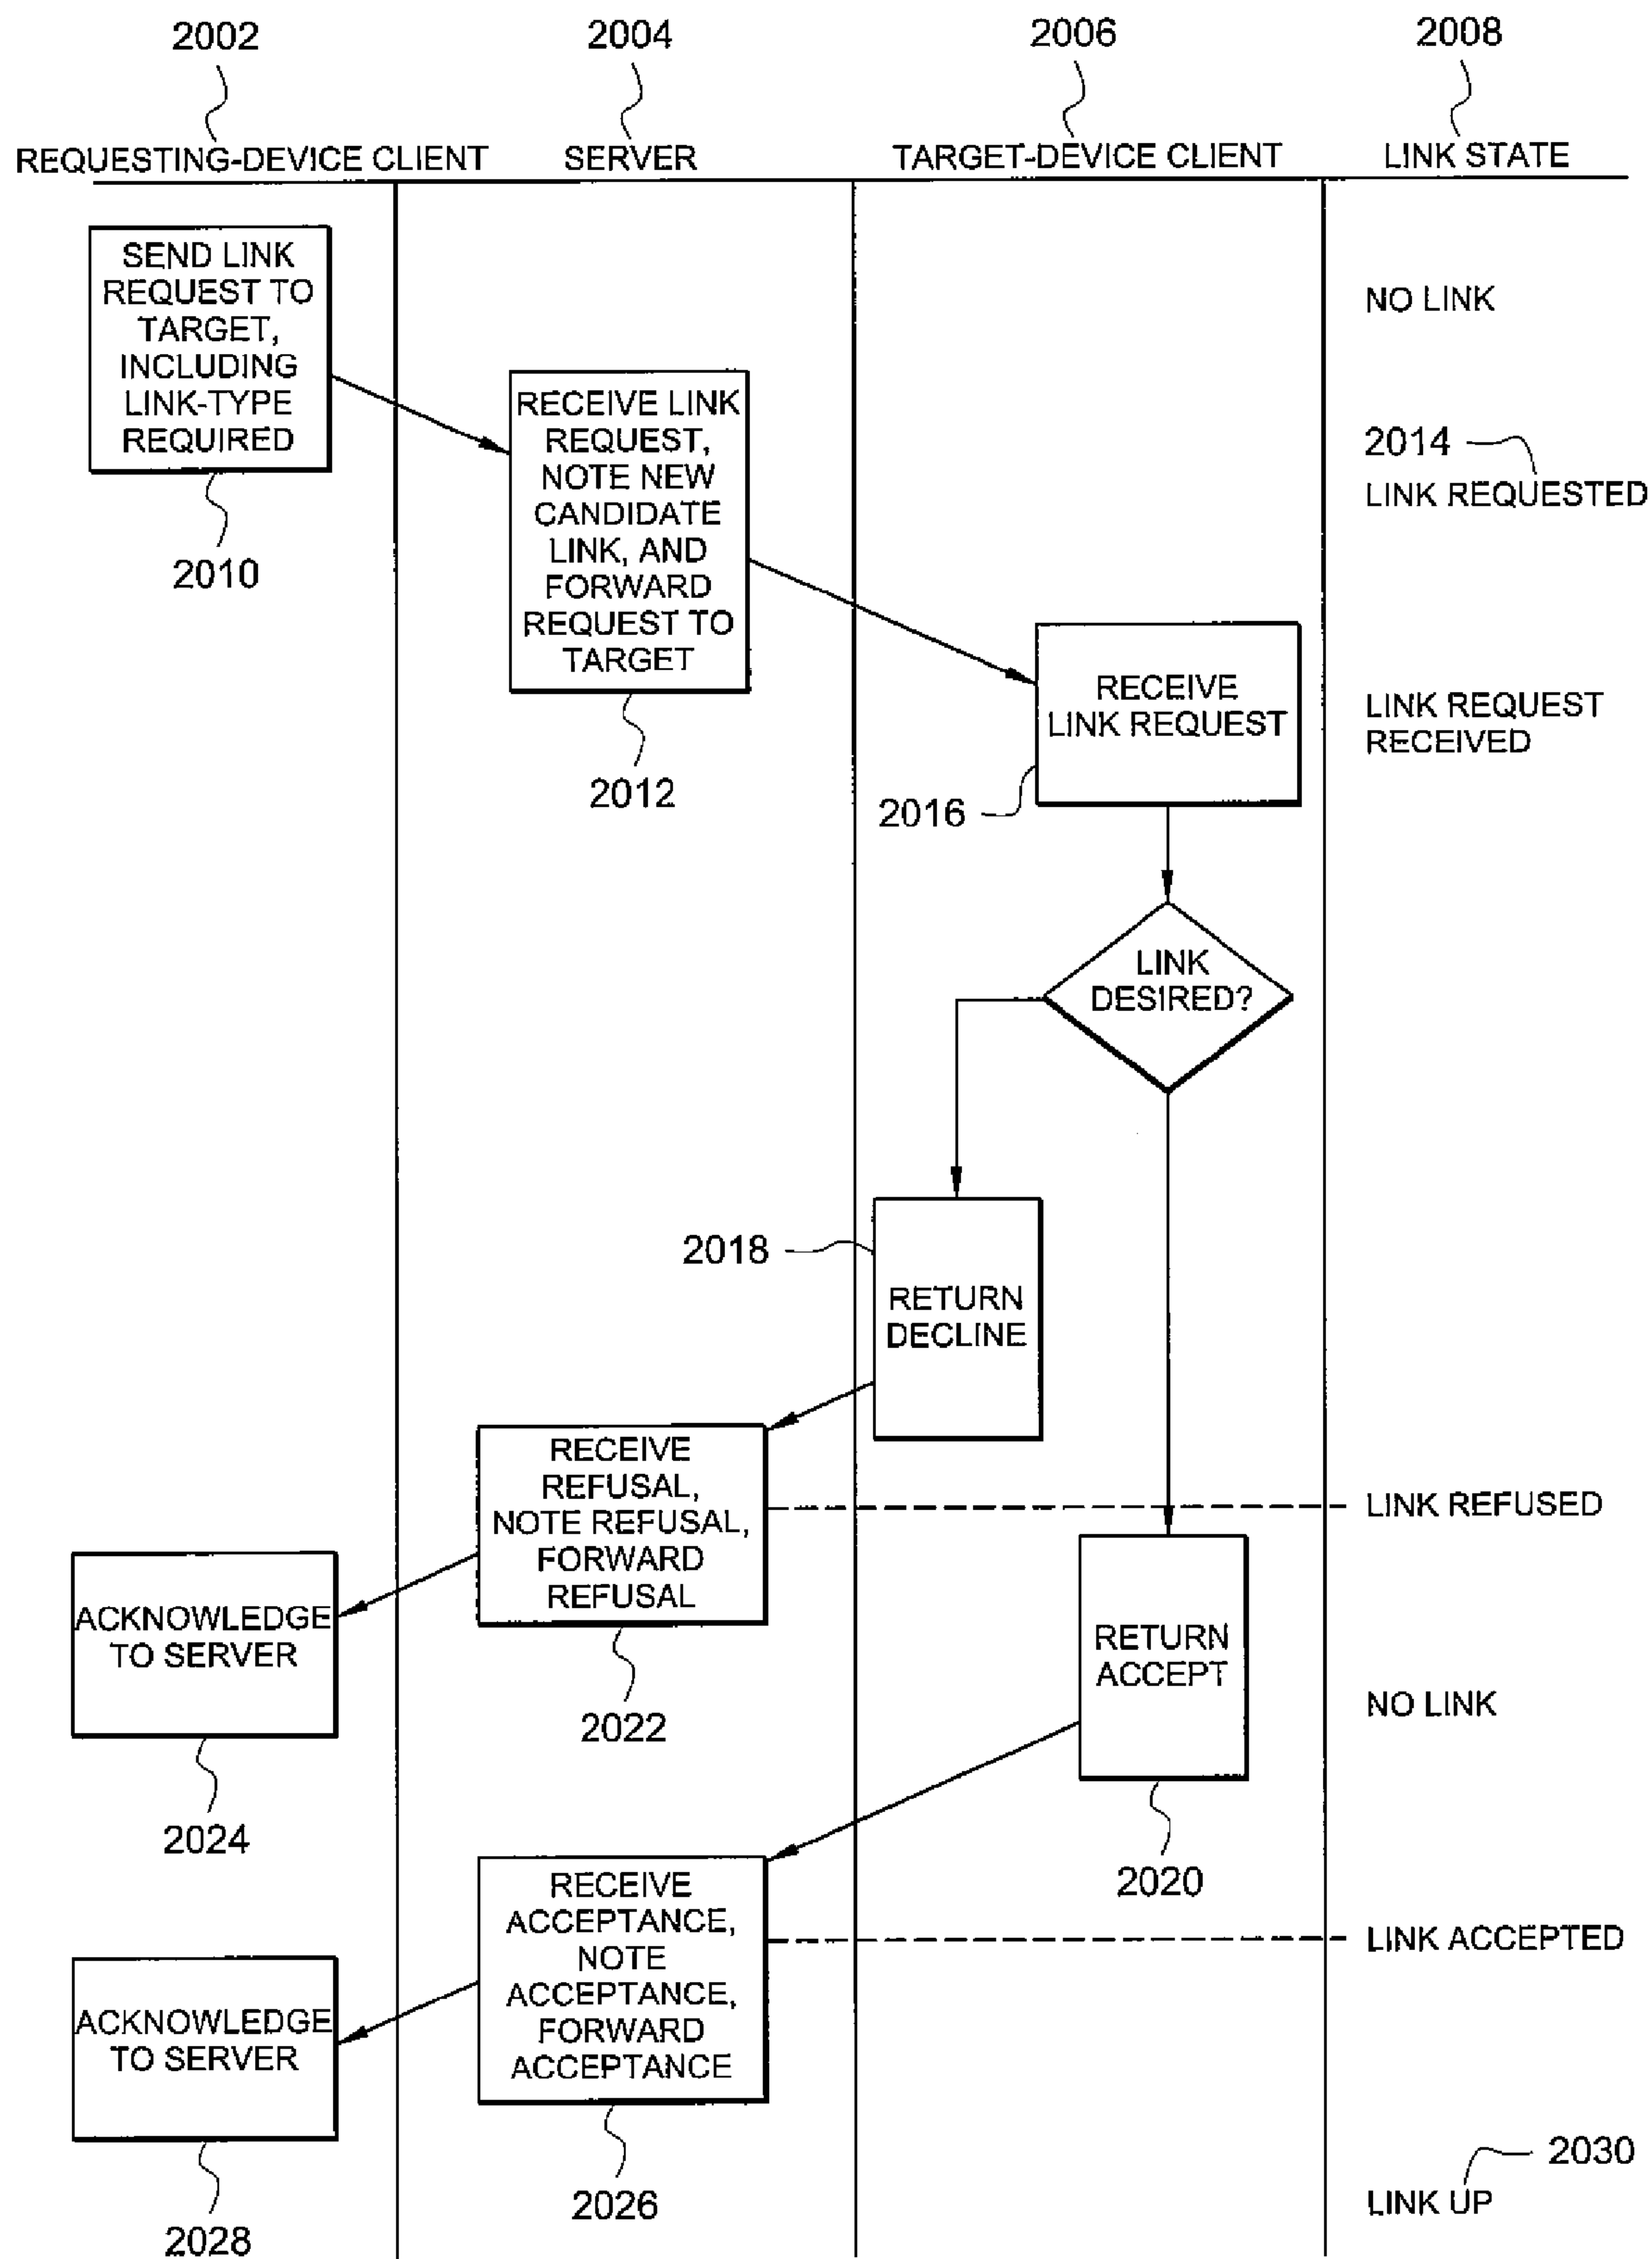 2002
2004
2006
2008
REQUESTING-DEVICE CLIENT
SERVER
TARGET-DEVICE CLIENT
LINK STATE
SEND LINK
REQUEST TO
TARGET,
INCLUDING
LINK-TYPE
REQUIRED
2010
NO LINK
RECEIVE LINK
REQUEST,
NOTE NEW
CANDIDATE
LINK, AND
FORWARD
REQUEST TO
TARGET
2012
2014
LINK REQUESTED
RECEIVE
LINK REQUEST
2016
LINK REQUEST
RECEIVED
LINK
DESIRED?
2018
RETURN
DECLINE
RECEIVE
REFUSAL,
NOTE REFUSAL,
FORWARD
REFUSAL
2022
LINK REFUSED
ACKNOWLEDGE
TO SERVER
2024
RETURN
ACCEPT
2020
NO LINK
RECEIVE
ACCEPTANCE,
NOTE
ACCEPTANCE,
FORWARD
ACCEPTANCE
2026
LINK ACCEPTED
ACKNOWLEDGE
TO SERVER
2028
2030
LINK UP